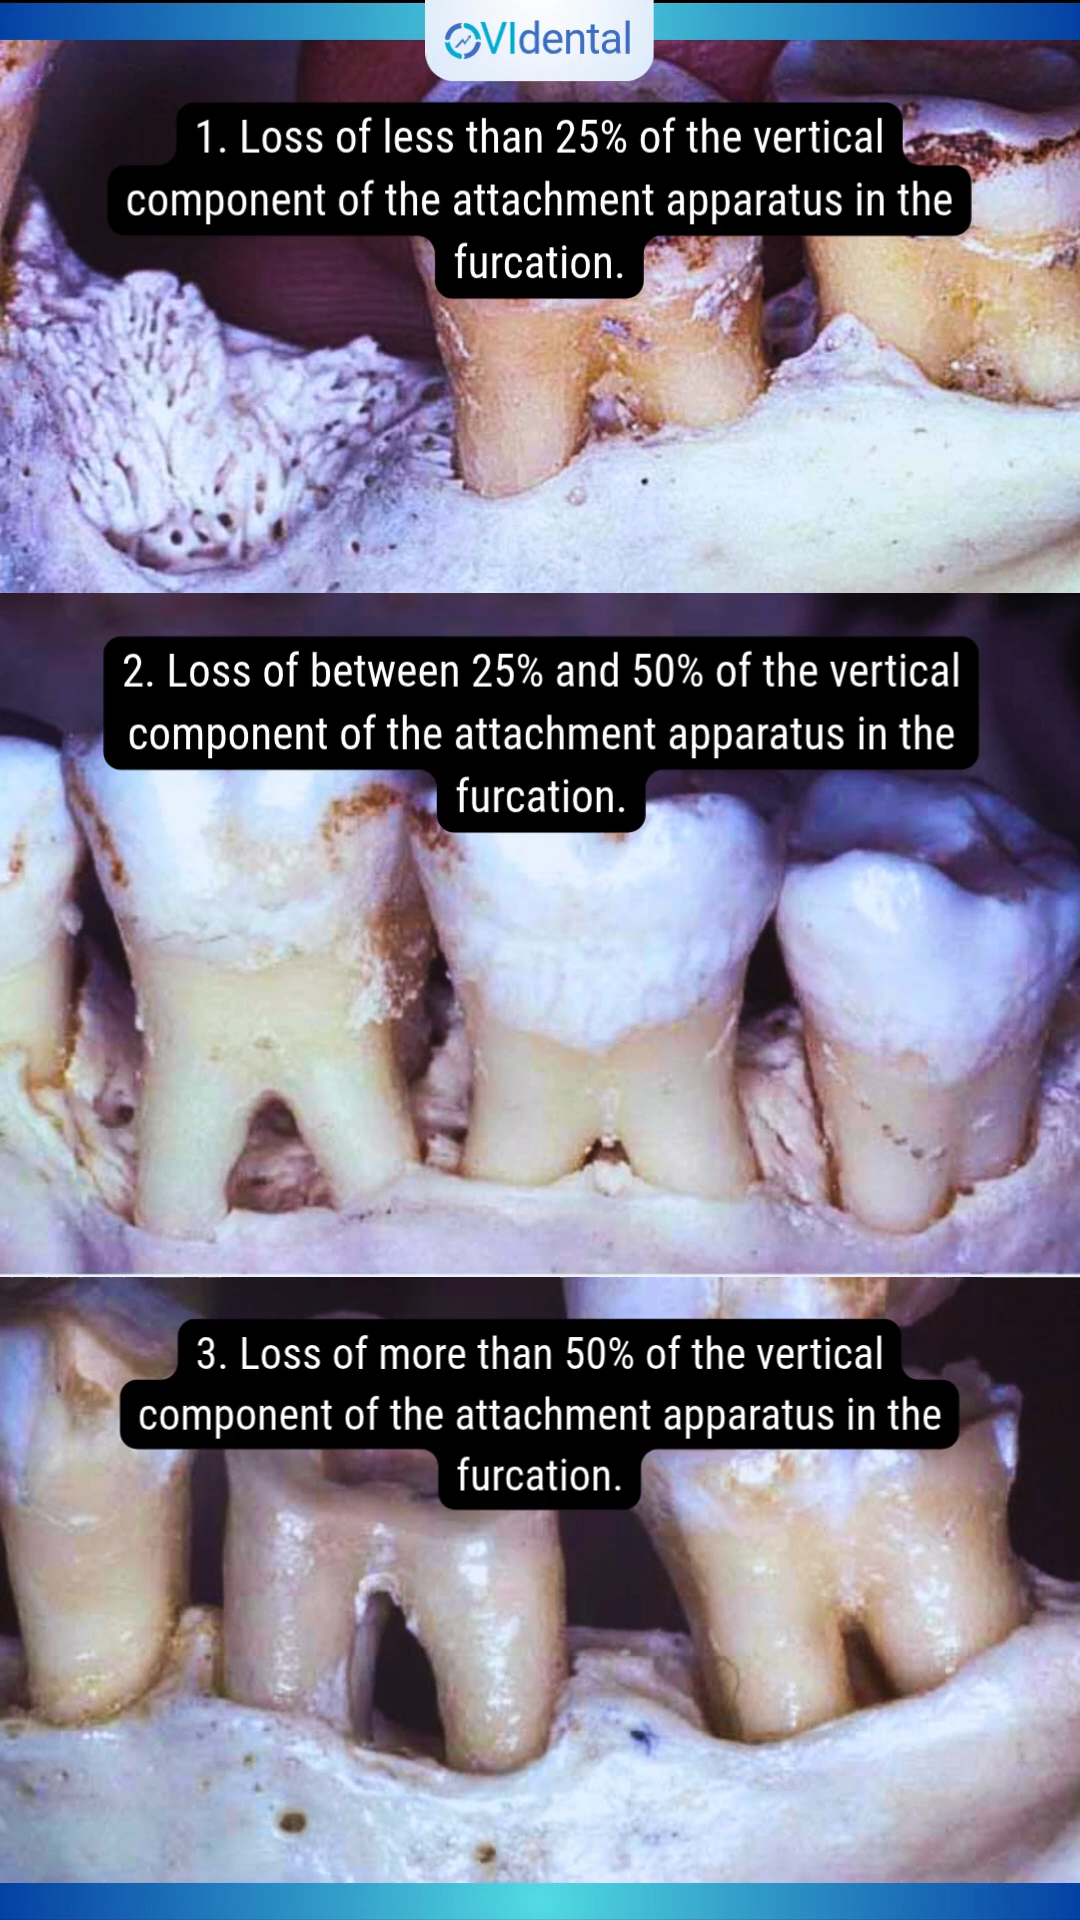 VIdental
1. Loss of less than 25% of the vertical
component of the attachment apparatus in the
furcation.
2. Loss of between 25% and 50% of the vertical
component of the attachment apparatus in the
furcation.
3. Loss of more than 50% of the vertical
component of the attachment apparatus in the
furcation.